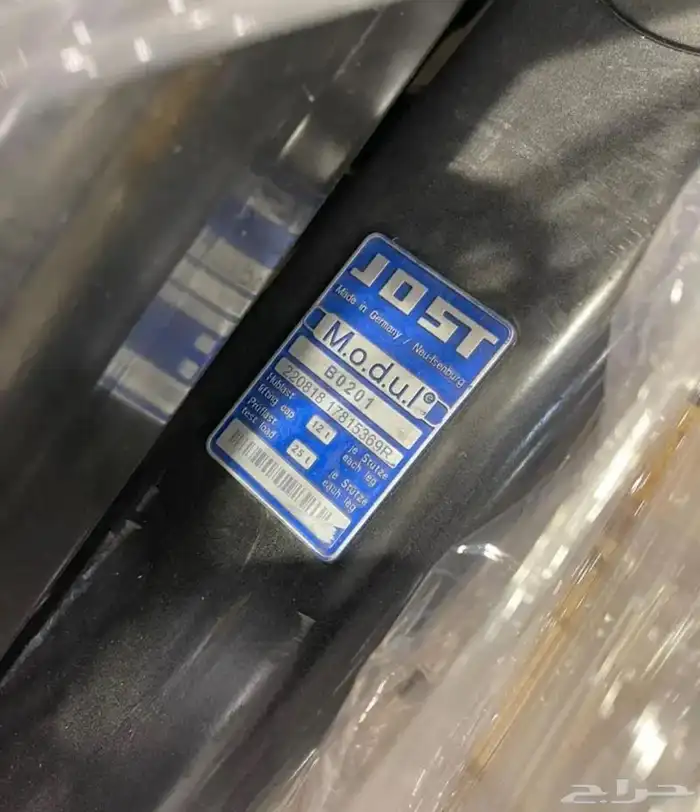 JOST
Made in Germany / Neu-Isenburg
M.o.d.u.l ®
B0201
220818 17815369R
Hublast
lifting cap 12 t je Stütze
each leg
Prüflast
test load 25 t je Stütze
each leg
حراج